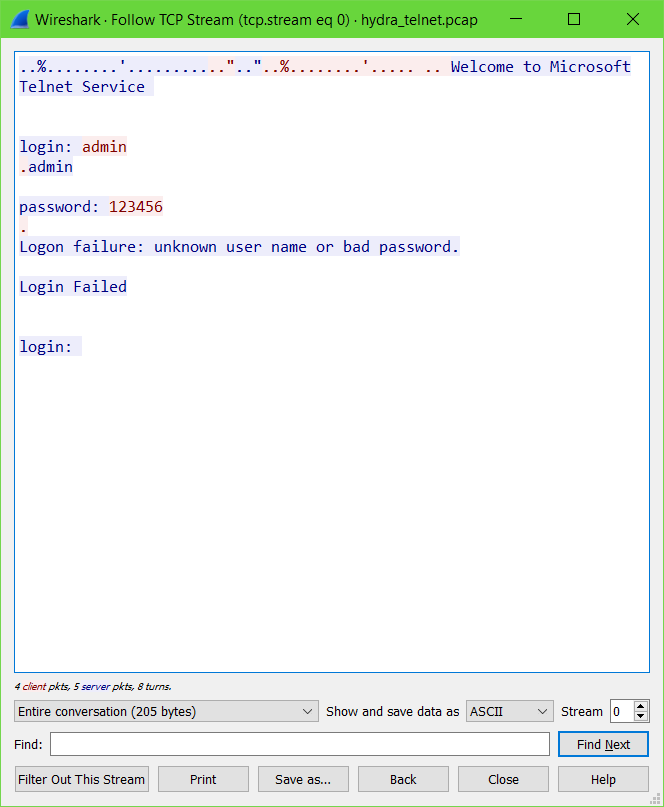 Wireshark · Follow TCP Stream (tcp.stream eq 0) · hydra_telnet.pcap
..%........'............."..."..%........'..... .. Welcome to Microsoft
Telnet Service
login: admin
.admin
password: 123456
.
Logon failure: unknown user name or bad password.
Login Failed
login:
4 client pkts, 5 server pkts, 8 turns.
Entire conversation (205 bytes) Show and save data as ASCII Stream 0
Find: Find Next
Filter Out This Stream Print Save as... Back Close Help